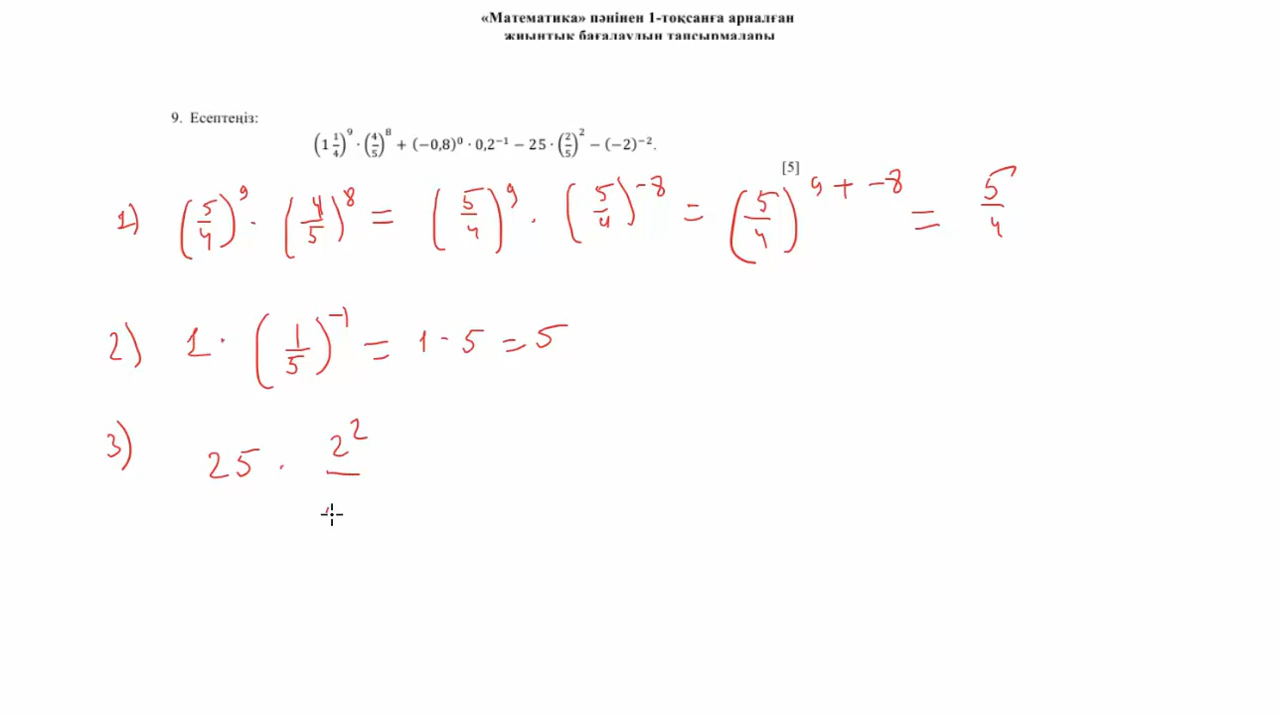 «Математика» пәнінен 1-тоқсанға арналған
жиынтық бағалаудың тапсырмалары
9. Есептеңіз:
(1 1/4)^9 · (4/5)^8 + (−0,8)^0 · 0,2^−1 − 25 · (2/5)^2 − (−2)^−2.
[5]
1) (5/4)^9 · (4/5)^8 = (5/4)^9 · (5/4)^−8 = (5/4)^9 + −8 = 5/4
2) 1 · (1/5)^−1 = 1 · 5 = 5
3) 25 · 2^2